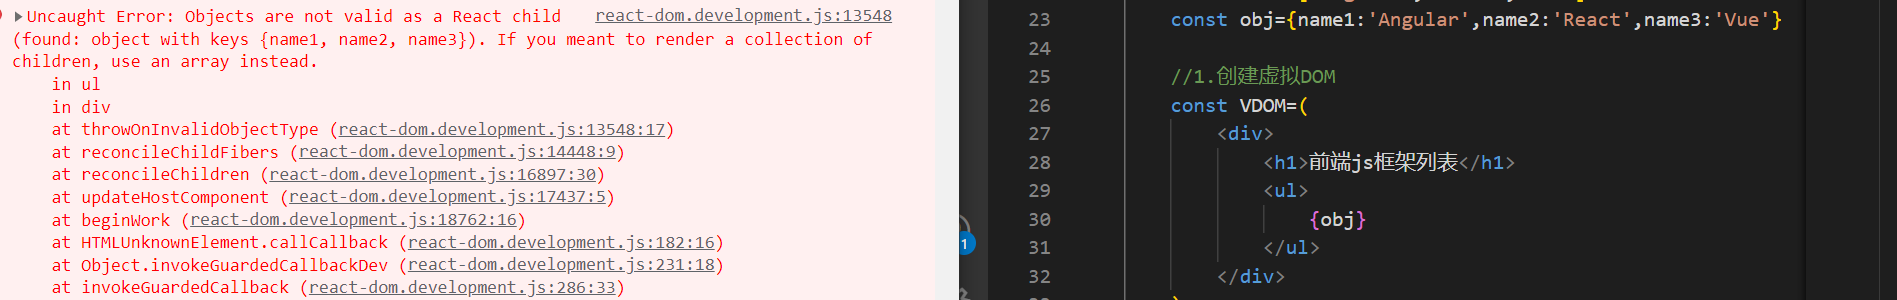 Uncaught Error: Objects are not valid as a React child react-dom.development.js:13548
(found: object with keys {name1, name2, name3}). If you meant to render a collection of
children, use an array instead.
in ul
in div
at throwOnInvalidObjectType (react-dom.development.js:13548:17)
at reconcileChildFibers (react-dom.development.js:14448:9)
at reconcileChildren (react-dom.development.js:16897:30)
at updateHostComponent (react-dom.development.js:17437:5)
at beginWork (react-dom.development.js:18762:16)
at HTMLUnknownElement.callCallback (react-dom.development.js:182:16)
at Object.invokeGuardedCallbackDev (react-dom.development.js:231:18)
at invokeGuardedCallback (react-dom.development.js:286:33)
1
23 const obj={name1:'Angular',name2:'React',name3:'Vue'}
24
25 //1.创建虚拟DOM
26 const VDOM=(
27 <div>
28 <h1>前端js框架列表</h1>
29 <ul>
30 {obj}
31 </ul>
32 </div>